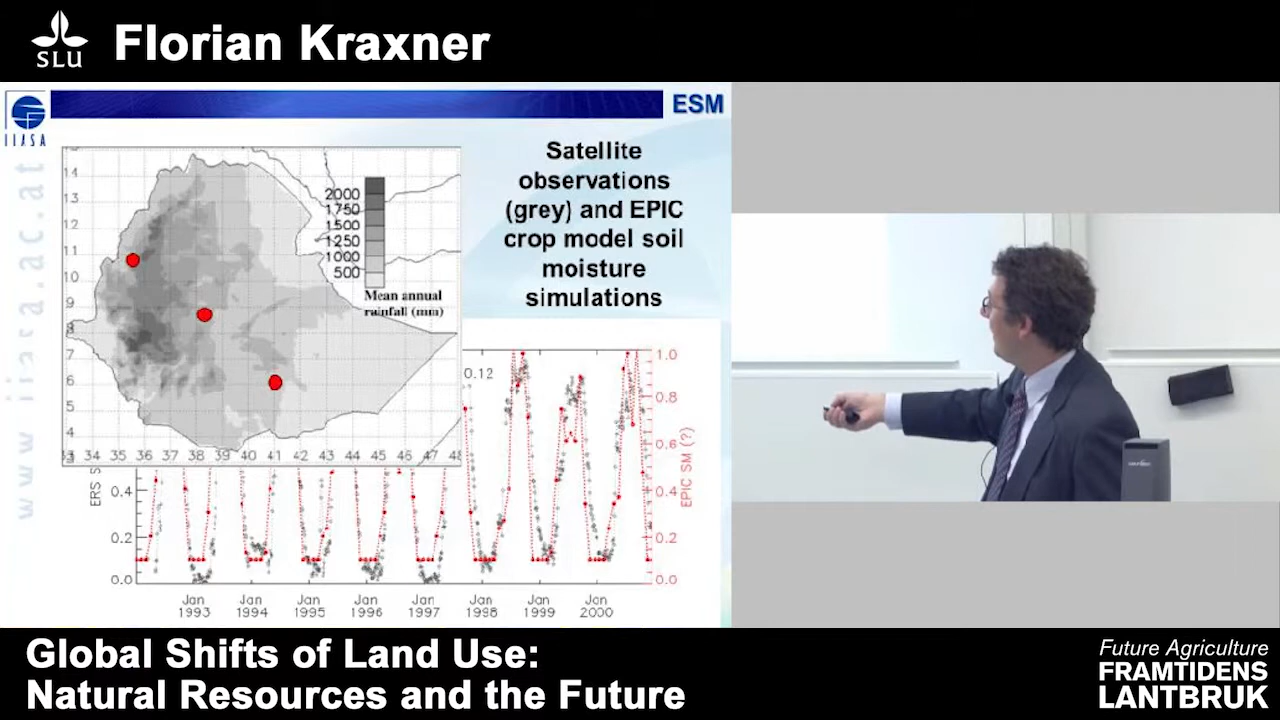 SLU
Florian Kraxner
IIASA
ESM
www.iiasa.ac.at
Satellite
observations
(grey) and EPIC
crop model soil
moisture
simulations
14
13
12
11
10
9
8
7
6
5
4
33 34 35 36 37 38 39 40 41 42 43 44 45 46 47 48
2000
1750
1500
1250
1000
500
Mean annual
rainfall (mm)
0.12
1.0
0.8
0.6
0.4
0.2
0.0
EPIC SM (?)
ERS S
0.4
0.2
0.0
Jan Jan Jan Jan Jan Jan Jan Jan
1993 1994 1995 1996 1997 1998 1999 2000
Global Shifts of Land Use:
Natural Resources and the Future
Future Agriculture
FRAMTIDENS
LANTBRUK